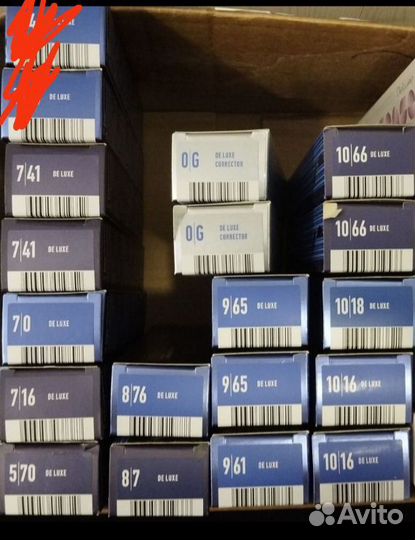 4
DE LUXE
7/41 DE LUXE
7/41 DE LUXE
7/0 DE LUXE
7/16 DE LUXE
5/70 DE LUXE
8/76 DE LUXE
8/7 DE LUXE
0/G DE LUXE
CORRECTOR
0/G DE LUXE
CORRECTOR
9/65 DE LUXE
9/65 DE LUXE
9/61 DE LUXE
10/66 DE LUXE
10/66 DE LUXE
10/18 DE LUXE
10/16 DE LUXE
10/16 DE LUXE
Avito